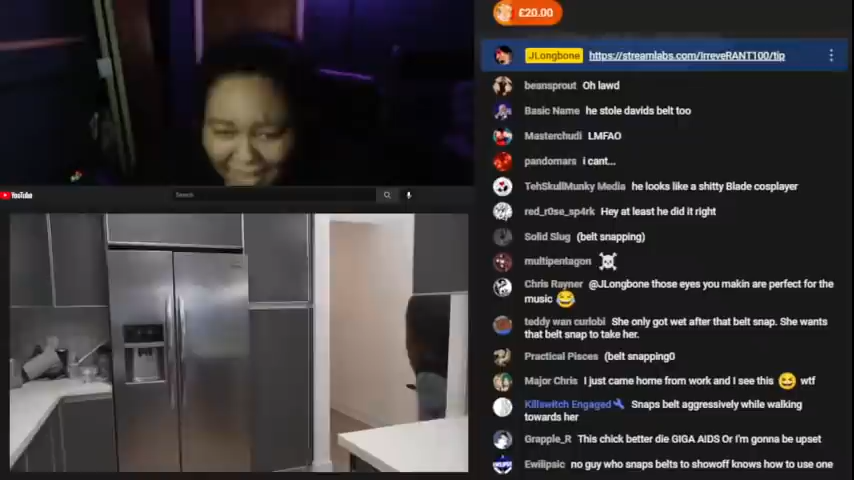 £20.00
JLongbone https://streamlabs.com/IrreveRANT100/tip
beansprout Oh lawd
Basic Name he stole davids belt too
Masterchudi LMFAO
pandomars i cant...
TehSkullMunky Media he looks like a shitty Blade cosplayer
red_r0se_sp4rk Hey at least he did it right
Solid Slug (belt snapping)
multipentagon
Chris Rayner @JLongbone those eyes you makin are perfect for the
music
teddy wan curlobi She only got wet after that belt snap. She wants
that belt snap to take her.
Practical Pisces (belt snapping0
Major Chris I just came home from work and I see this wtf
KillswRch Engaged Snaps belt aggressively while walking
towards her
Grapple_R This chick better die GIGA AIDS Or i'm gonna be upset
Ewilipsic no guy who snaps belts to showoff knows how to use one
YouTube
Search